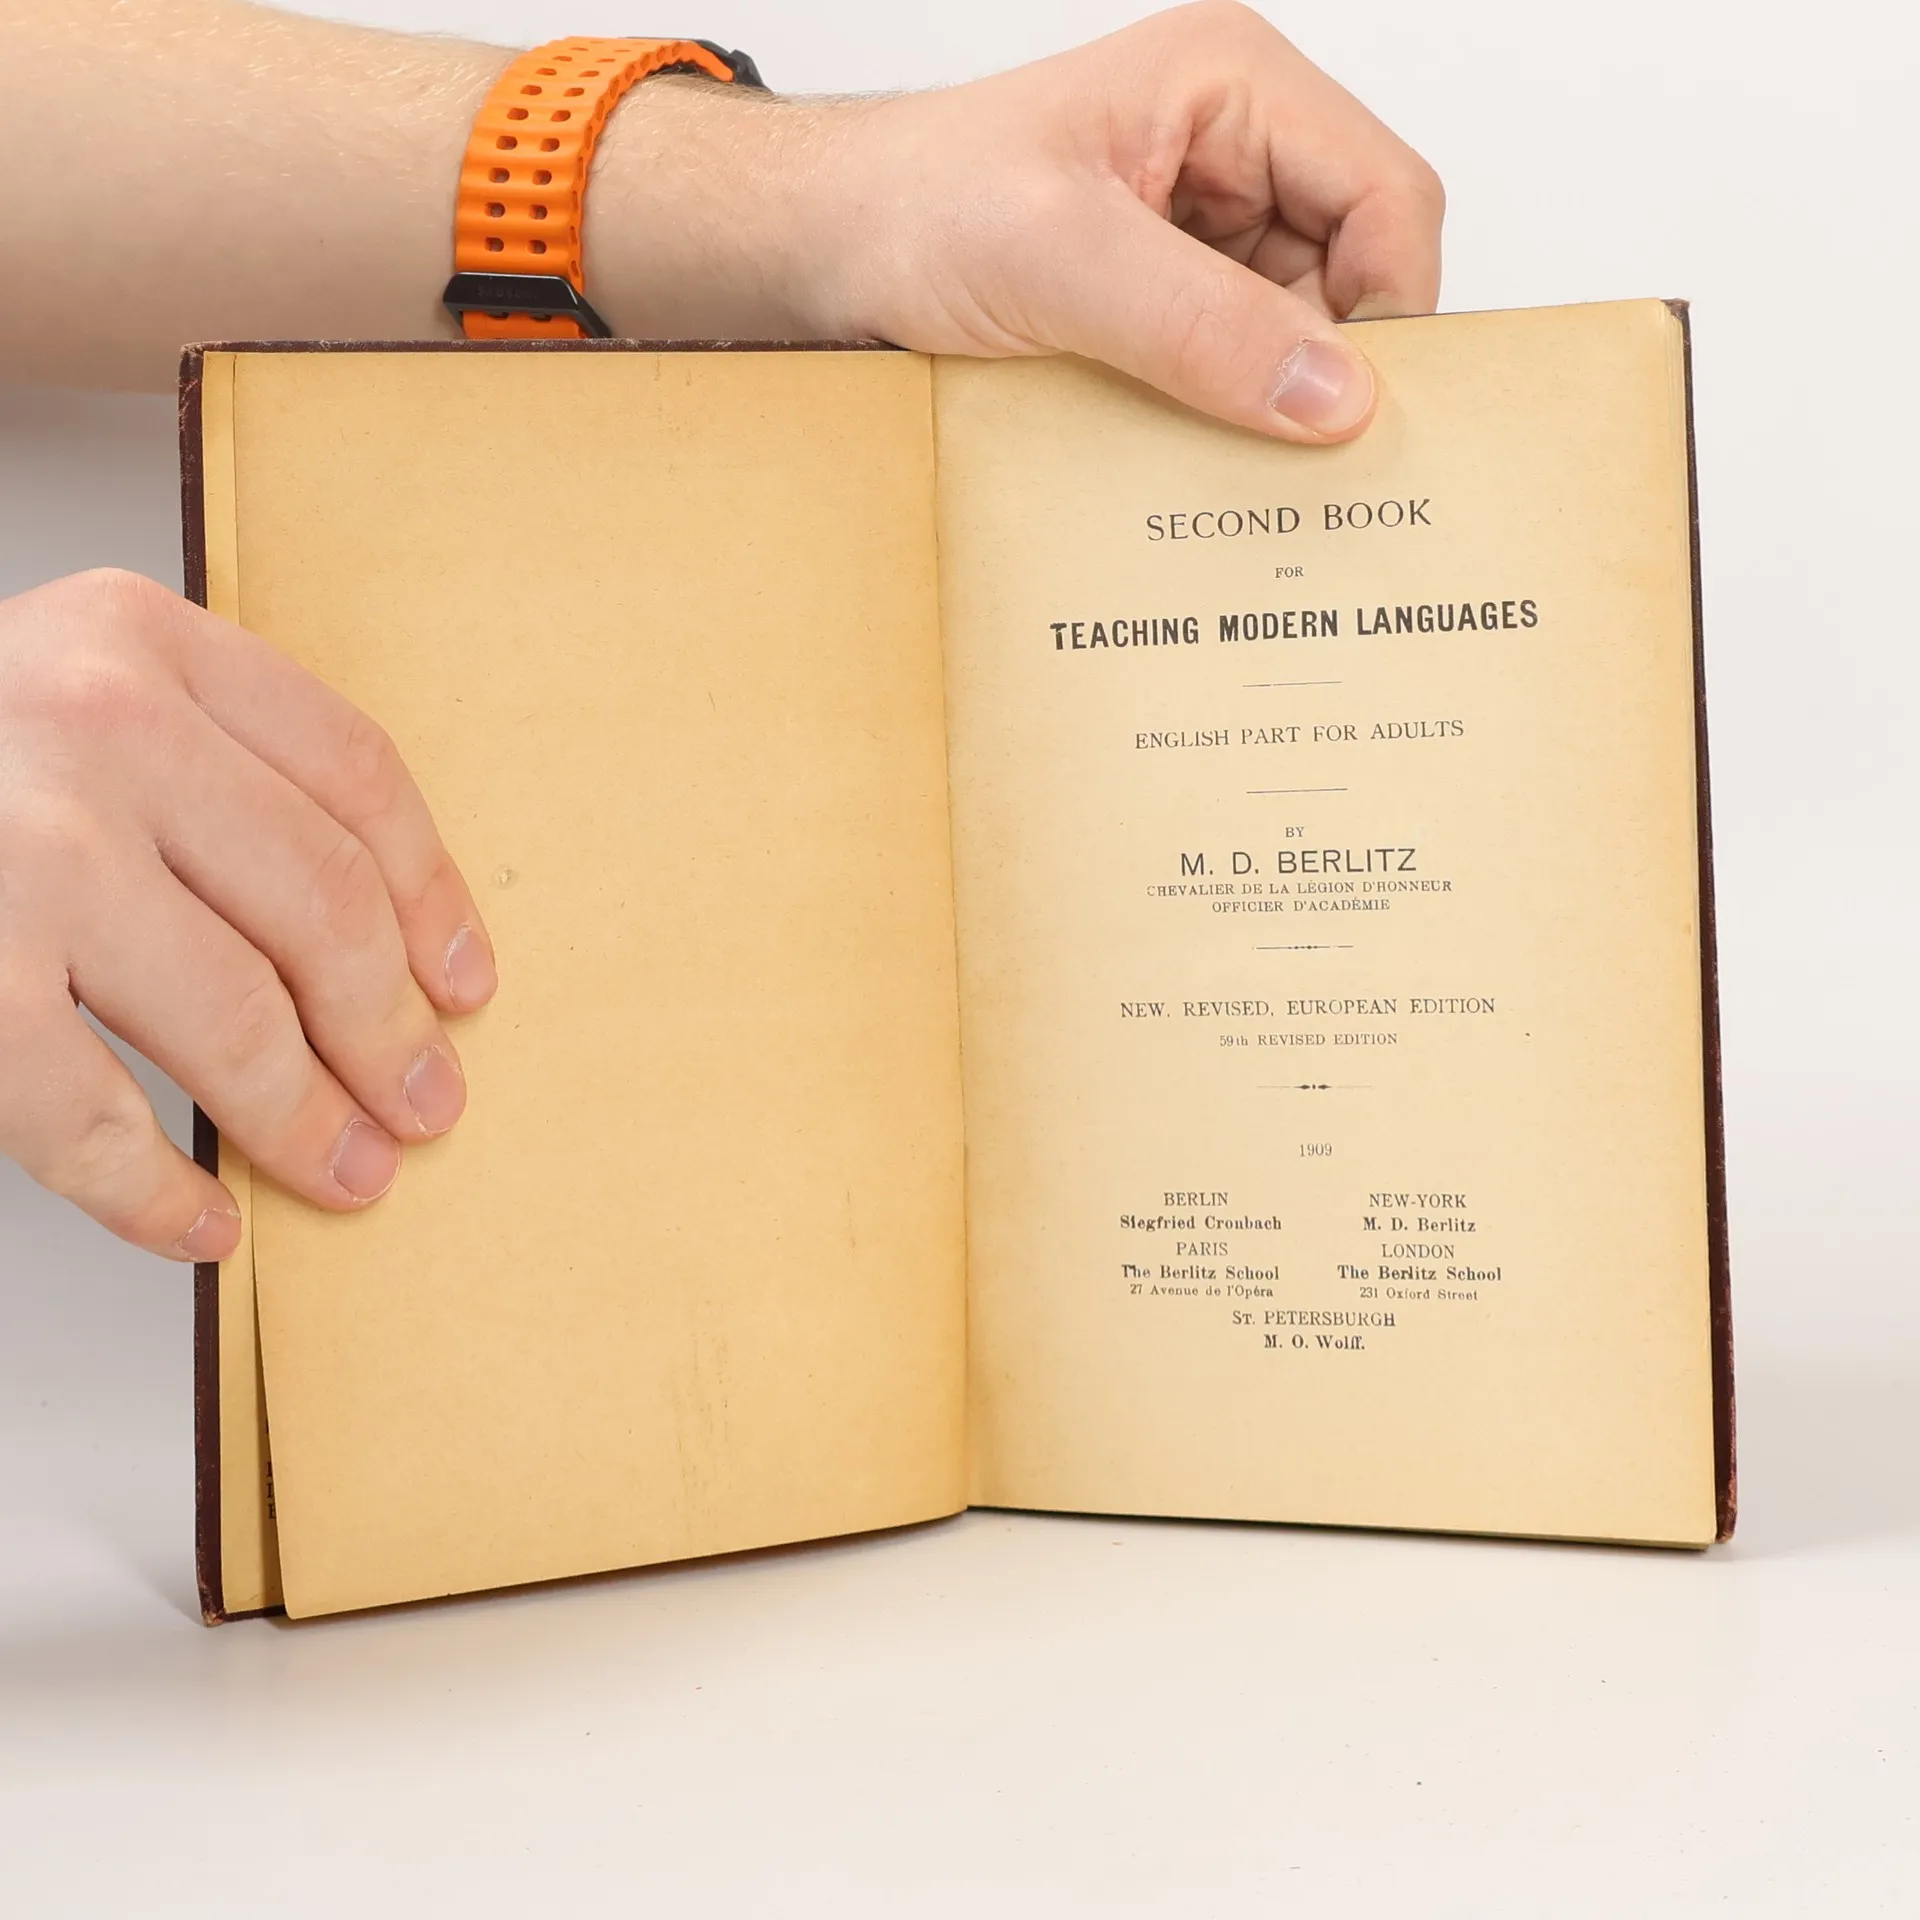 SECOND BOOK
FOR
TEACHING MODERN LANGUAGES
ENGLISH PART FOR ADULTS
BY
M. D. BERLITZ
CHEVALIER DE LA LÉGION D'HONNEUR
OFFICIER D'ACADÉMIE
NEW, REVISED, EUROPEAN EDITION
59th REVISED EDITION
1909
BERLIN
Siegfried Cronbach
PARIS
The Berlitz School
27 Avenue de l'Opéra
NEW-YORK
M. D. Berlitz
LONDON
The Berlitz School
231 Oxford Street
ST. PETERSBURGH
M. O. Wolff.